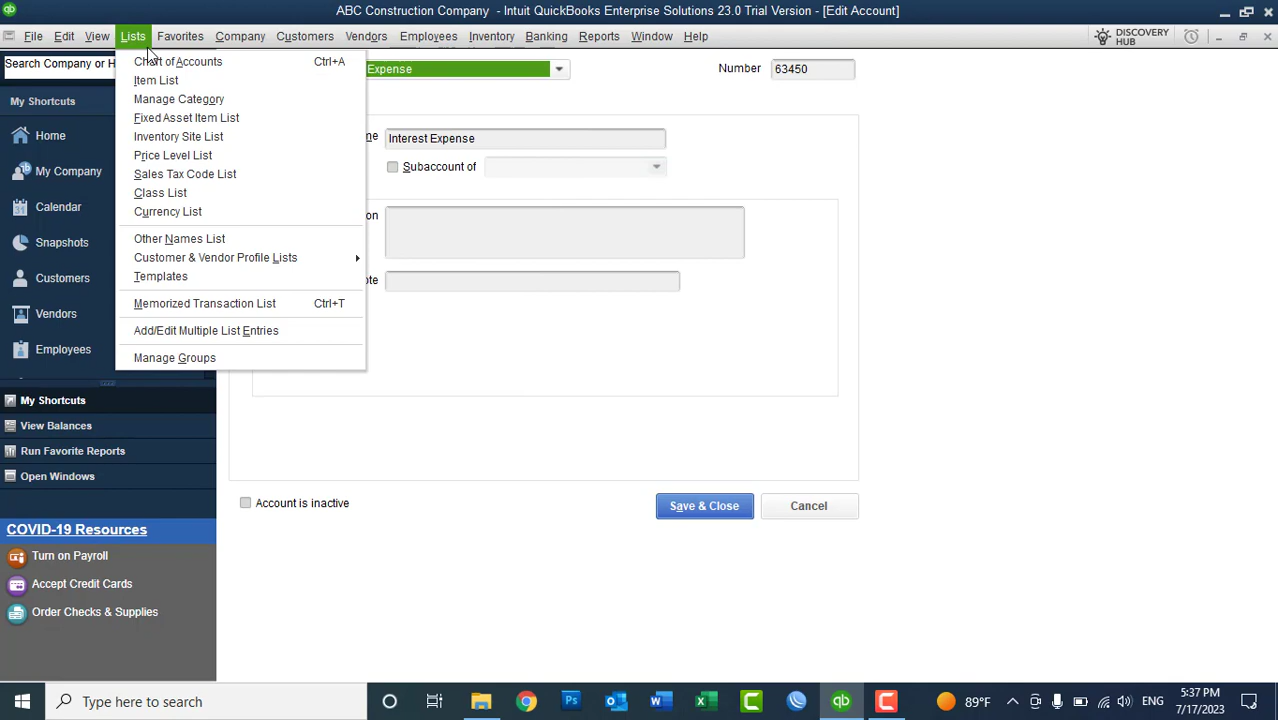 ABC Construction Company - Intuit QuickBooks Enterprise Solutions 23.0 Trial Version - [Edit Account]
File Edit View Lists Favorites Company Customers Vendors Employees Inventory Banking Reports Window Help
DISCOVERY
HUB
Search Company or H
Chart of Accounts Ctrl+A
Item List
Manage Category
Fixed Asset Item List
Inventory Site List
Price Level List
Sales Tax Code List
Class List
Currency List
Other Names List
Customer & Vendor Profile Lists
Templates
Memorized Transaction List Ctrl+T
Add/Edit Multiple List Entries
Manage Groups
Expense
Number 63450
me Interest Expense
Subaccount of
on
ote
Account is inactive
Save & Close
Cancel
My Shortcuts
Home
My Company
Calendar
Snapshots
Customers
Vendors
Employees
My Shortcuts
View Balances
Run Favorite Reports
Open Windows
COVID-19 Resources
Turn on Payroll
Accept Credit Cards
Order Checks & Supplies
Type here to search
89°F
ENG
5:37 PM
7/17/2023